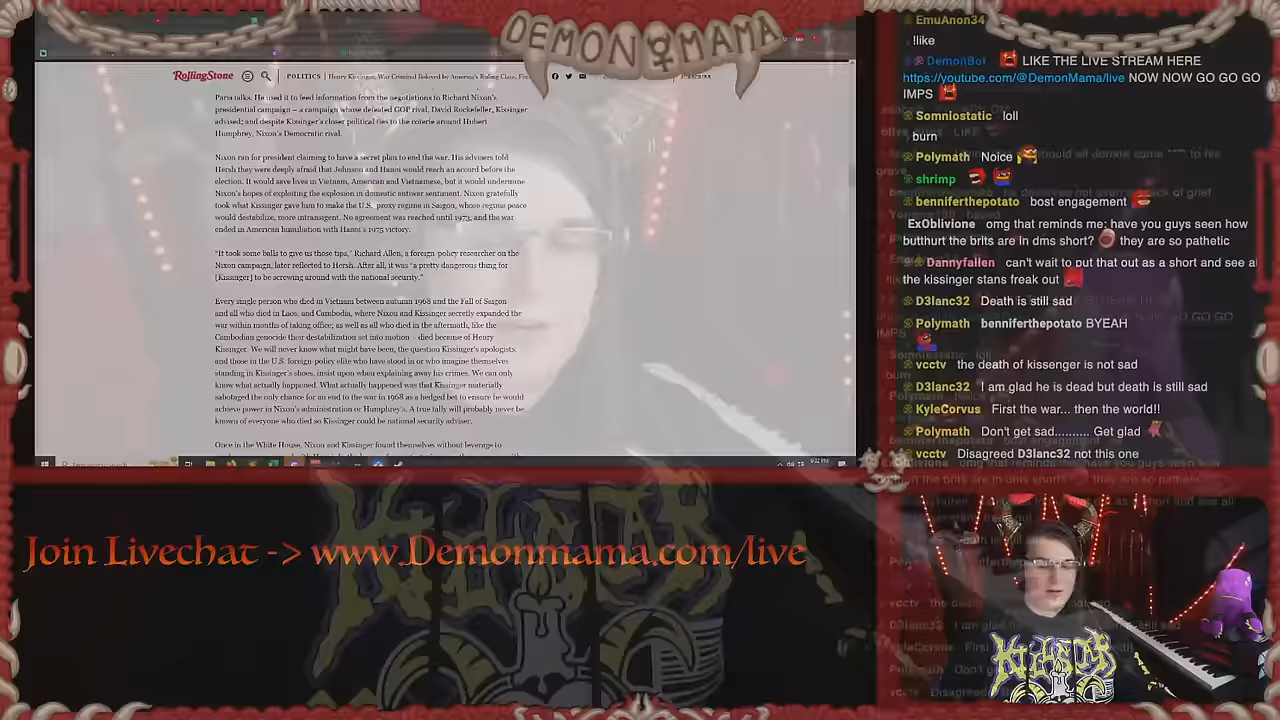 DEMON MAMA
RollingStone
POLITICS
Henry Kissinger, War Criminal Beloved by America's Ruling Class, Fin
Paris talks. He used it to feed information from the negotiations to Richard Nixon's
presidential campaign – a campaign whose defeated GOP rival, David Rockefeller, Kissinger
advised; and despite Kissinger's closer political ties to the coterie around Hubert
Humphrey, Nixon's Democratic rival.
Nixon ran for president claiming to have a secret plan to end the war. His advisers told
Hersh they were deeply afraid that Johnson and Hanoi would reach an accord before the
election. It would save lives in Vietnam, American and Vietnamese, but it would undermine
Nixon's hopes of exploiting the explosion in domestic antiwar sentiment. Nixon gratefully
took what Kissinger gave him to make the U.S. proxy regime in Saigon, whose regime peace
would destabilize, more intransigent. No agreement was reached until 1973, and the war
ended in American humiliation with Hanoi's 1975 victory.
"It took some balls to give us those tips," Richard Allen, a foreign-policy researcher on the
Nixon campaign, later reflected to Hersh. After all, it was "a pretty dangerous thing for
[Kissinger] to be screwing around with the national security."
Every single person who died in Vietnam between autumn 1968 and the Fall of Saigon
and all who died in Laos, and Cambodia, where Nixon and Kissinger secretly expanded the
war within months of taking office; as well as all who died in the aftermath, like the
Cambodian genocide their destabilization set into motion – died because of Henry
Kissinger. We will never know what might have been, the question Kissinger's apologists,
and those in the U.S. foreign policy elite who have stood in or who imagine themselves
standing in Kissinger's shoes, insist upon when explaining away his crimes. We can only
know what actually happened. What actually happened was that Kissinger materially
sabotaged the only chance for an end to the war in 1968 as a hedged bet to ensure he would
achieve power in Nixon's administration or Humphrey's. A true tally will probably never be
known of everyone who died so Kissinger could be national security adviser.
Once in the White House, Nixon and Kissinger found themselves without leverage to
Join Livechat -> www.Demonmama.com/live
EmuAnon34
!like
DemonBot LIKE THE LIVE STREAM HERE
https://youtube.com/@DemonMama/live NOW NOW GO GO GO
IMPS
Somniostatic loll
burn
Polymath Noice
shrimp
benniferthepotato bost engagement
ExOblivione omg that reminds me: have you guys seen how
butthurt the brits are in dms short? they are so pathetic
Dannyfallen can't wait to put that out as a short and see al
the kissinger stans freak out
D3lanc32 Death is still sad
Polymath benniferthepotato BYEAH
vcctv the death of kissenger is not sad
D3lanc32 I am glad he is dead but death is still sad
KyleCorvus First the war... then the world!!
Polymath Don't get sad.......... Get glad
vcctv Disagreed D3lanc32 not this one